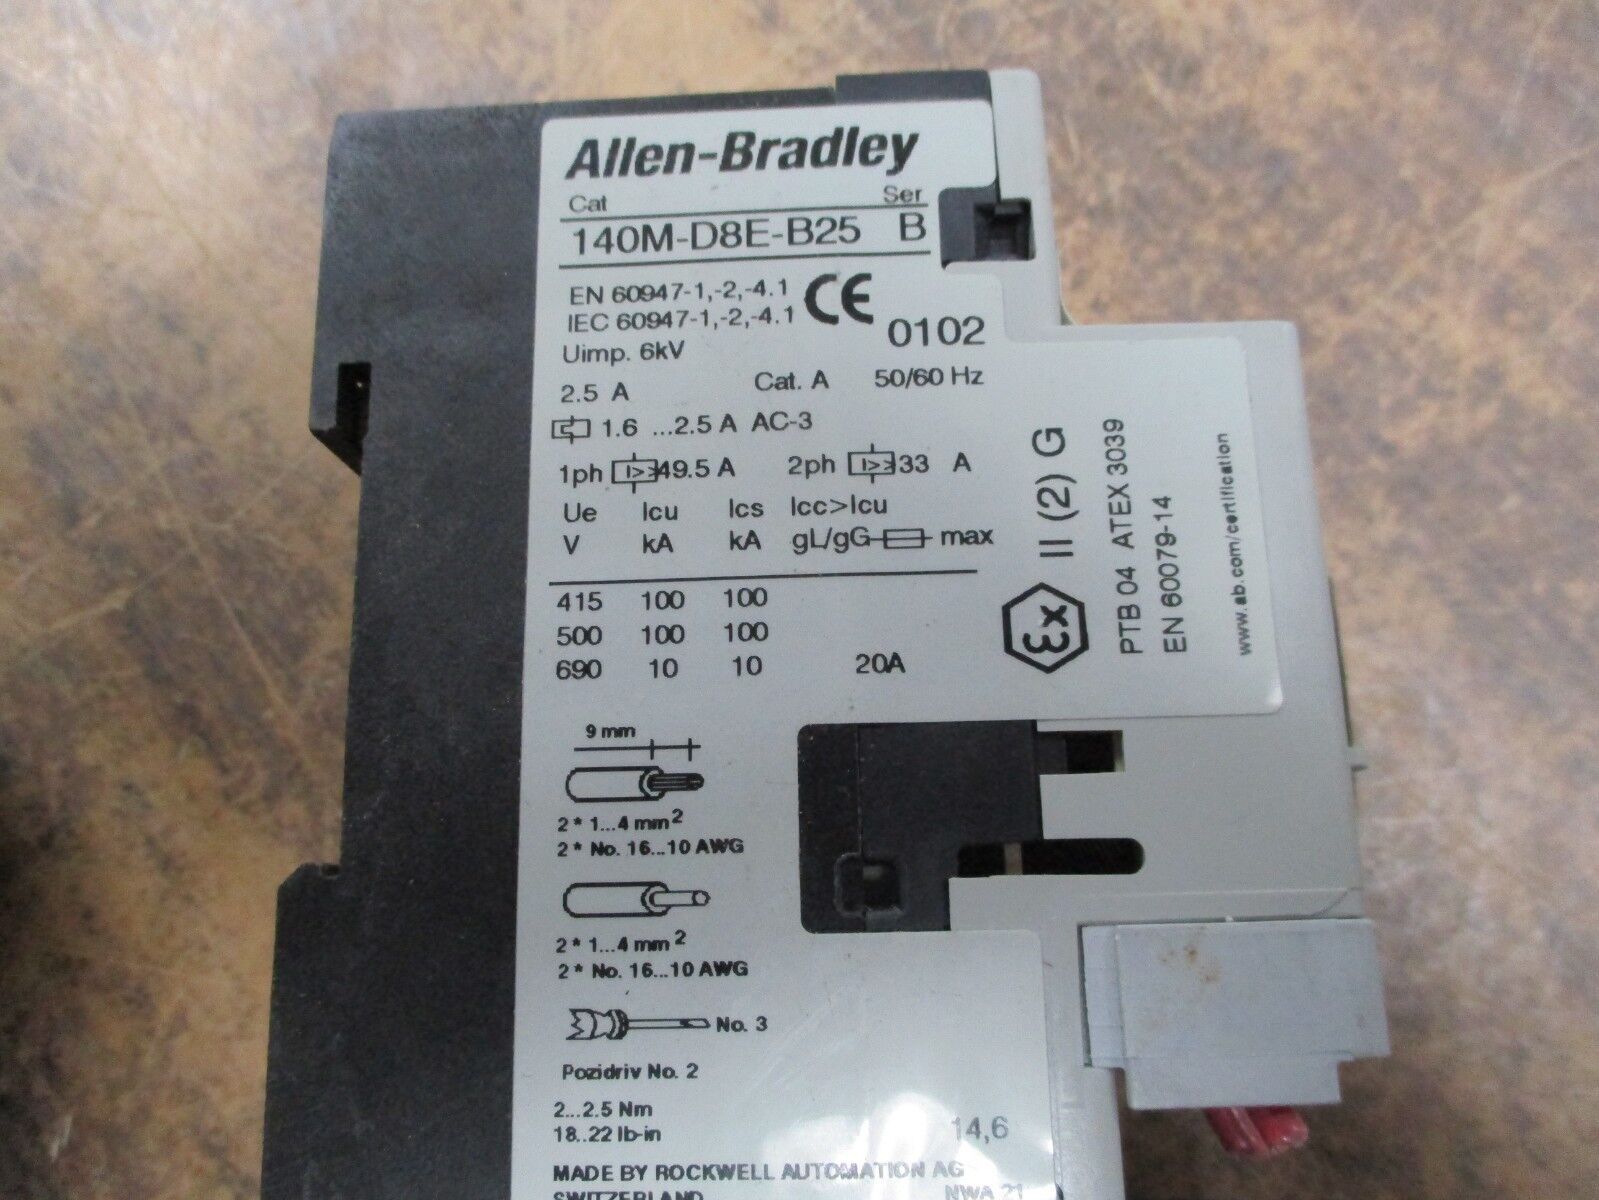 Allen-Bradley
Cat Ser
140M-D8E-B25 B
EN 60947-1,-2,-4.1
IEC 60947-1,-2,-4.1
CE
0102
Uimp. 6kV
2.5 A Cat. A 50/60 Hz
1.6 ...2.5 A AC-3
1ph I>> 49.5 A 2ph I>> 33 A
Ue Icu Ics Icc>Icu
V kA kA gL/gG max
415 100 100
500 100 100
690 10 10 20A
Ex II (2) G
PTB 04 ATEX 3039
EN 60079-14
www.ab.com/certification
9 mm
2 * 1...4 mm2
2 * No. 16...10 AWG
2 * 1...4 mm2
2 * No. 16...10 AWG
No. 3
Pozidriv No. 2
2...2.5 Nm
18..22 lb-in
14,6
MADE BY ROCKWELL AUTOMATION AG
SWITZERLAND NWA 21